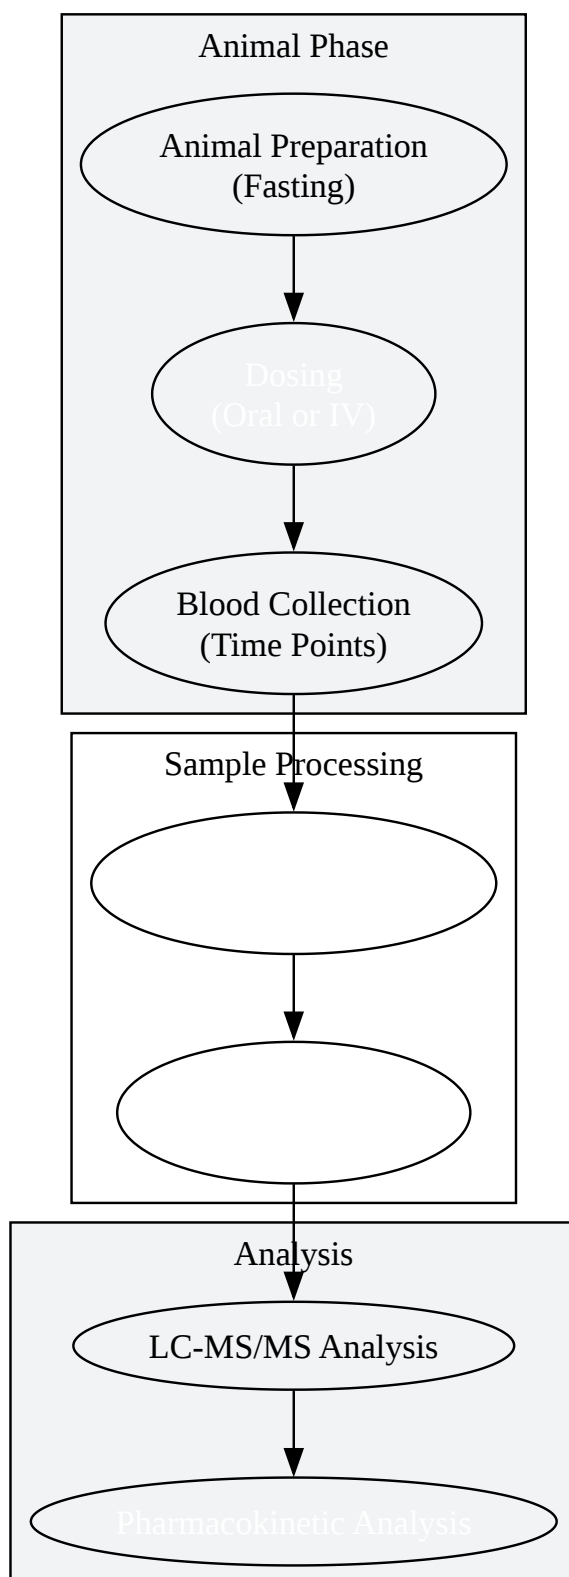 Animal Phase
Animal Preparation
(Fasting)
Dosing
(Oral or IV)
Blood Collection
(Time Points)
Sample Processing
Analysis
LC-MS/MS Analysis
Pharmacokinetic Analysis